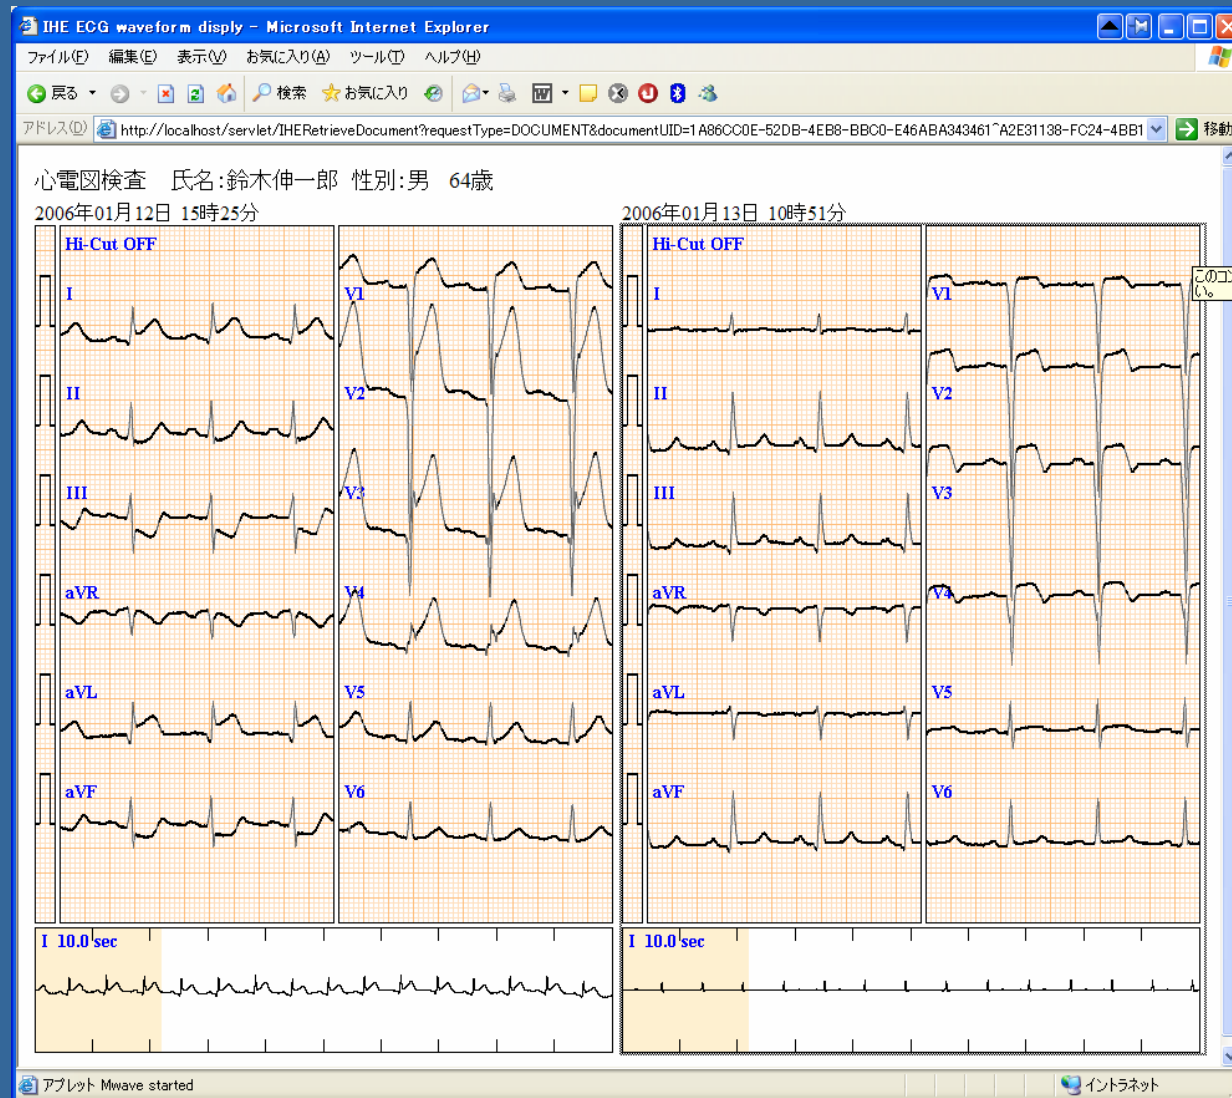 IHE ECG waveform disply - Microsoft Internet Explorer
ファイル(F) 編集(E) 表示(V) お気に入り(A) ツール(T) ヘルプ(H)
戻る 検索 お気に入り
アドレス(D) http://localhost/servlet/IHERetrieveDocument?requestType=DOCUMENT&documentUID=1A86CC0E-52DB-4EB8-BBC0-E46ABA343461^A2E31138-FC24-4BB1 移動
心電図検査 氏名:鈴木伸一郎 性別:男 64歳
2006年01月12日 15時25分
Hi-Cut OFF
I
II
III
aVR
aVL
aVF
V1
V2
V3
V4
V5
V6
I 10.0 sec
2006年01月13日 10時51分
Hi-Cut OFF
I
II
III
aVR
aVL
aVF
V1
V2
V3
V4
V5
V6
I 10.0 sec
このコン
い。
アプレット Mwave started
イントラネット